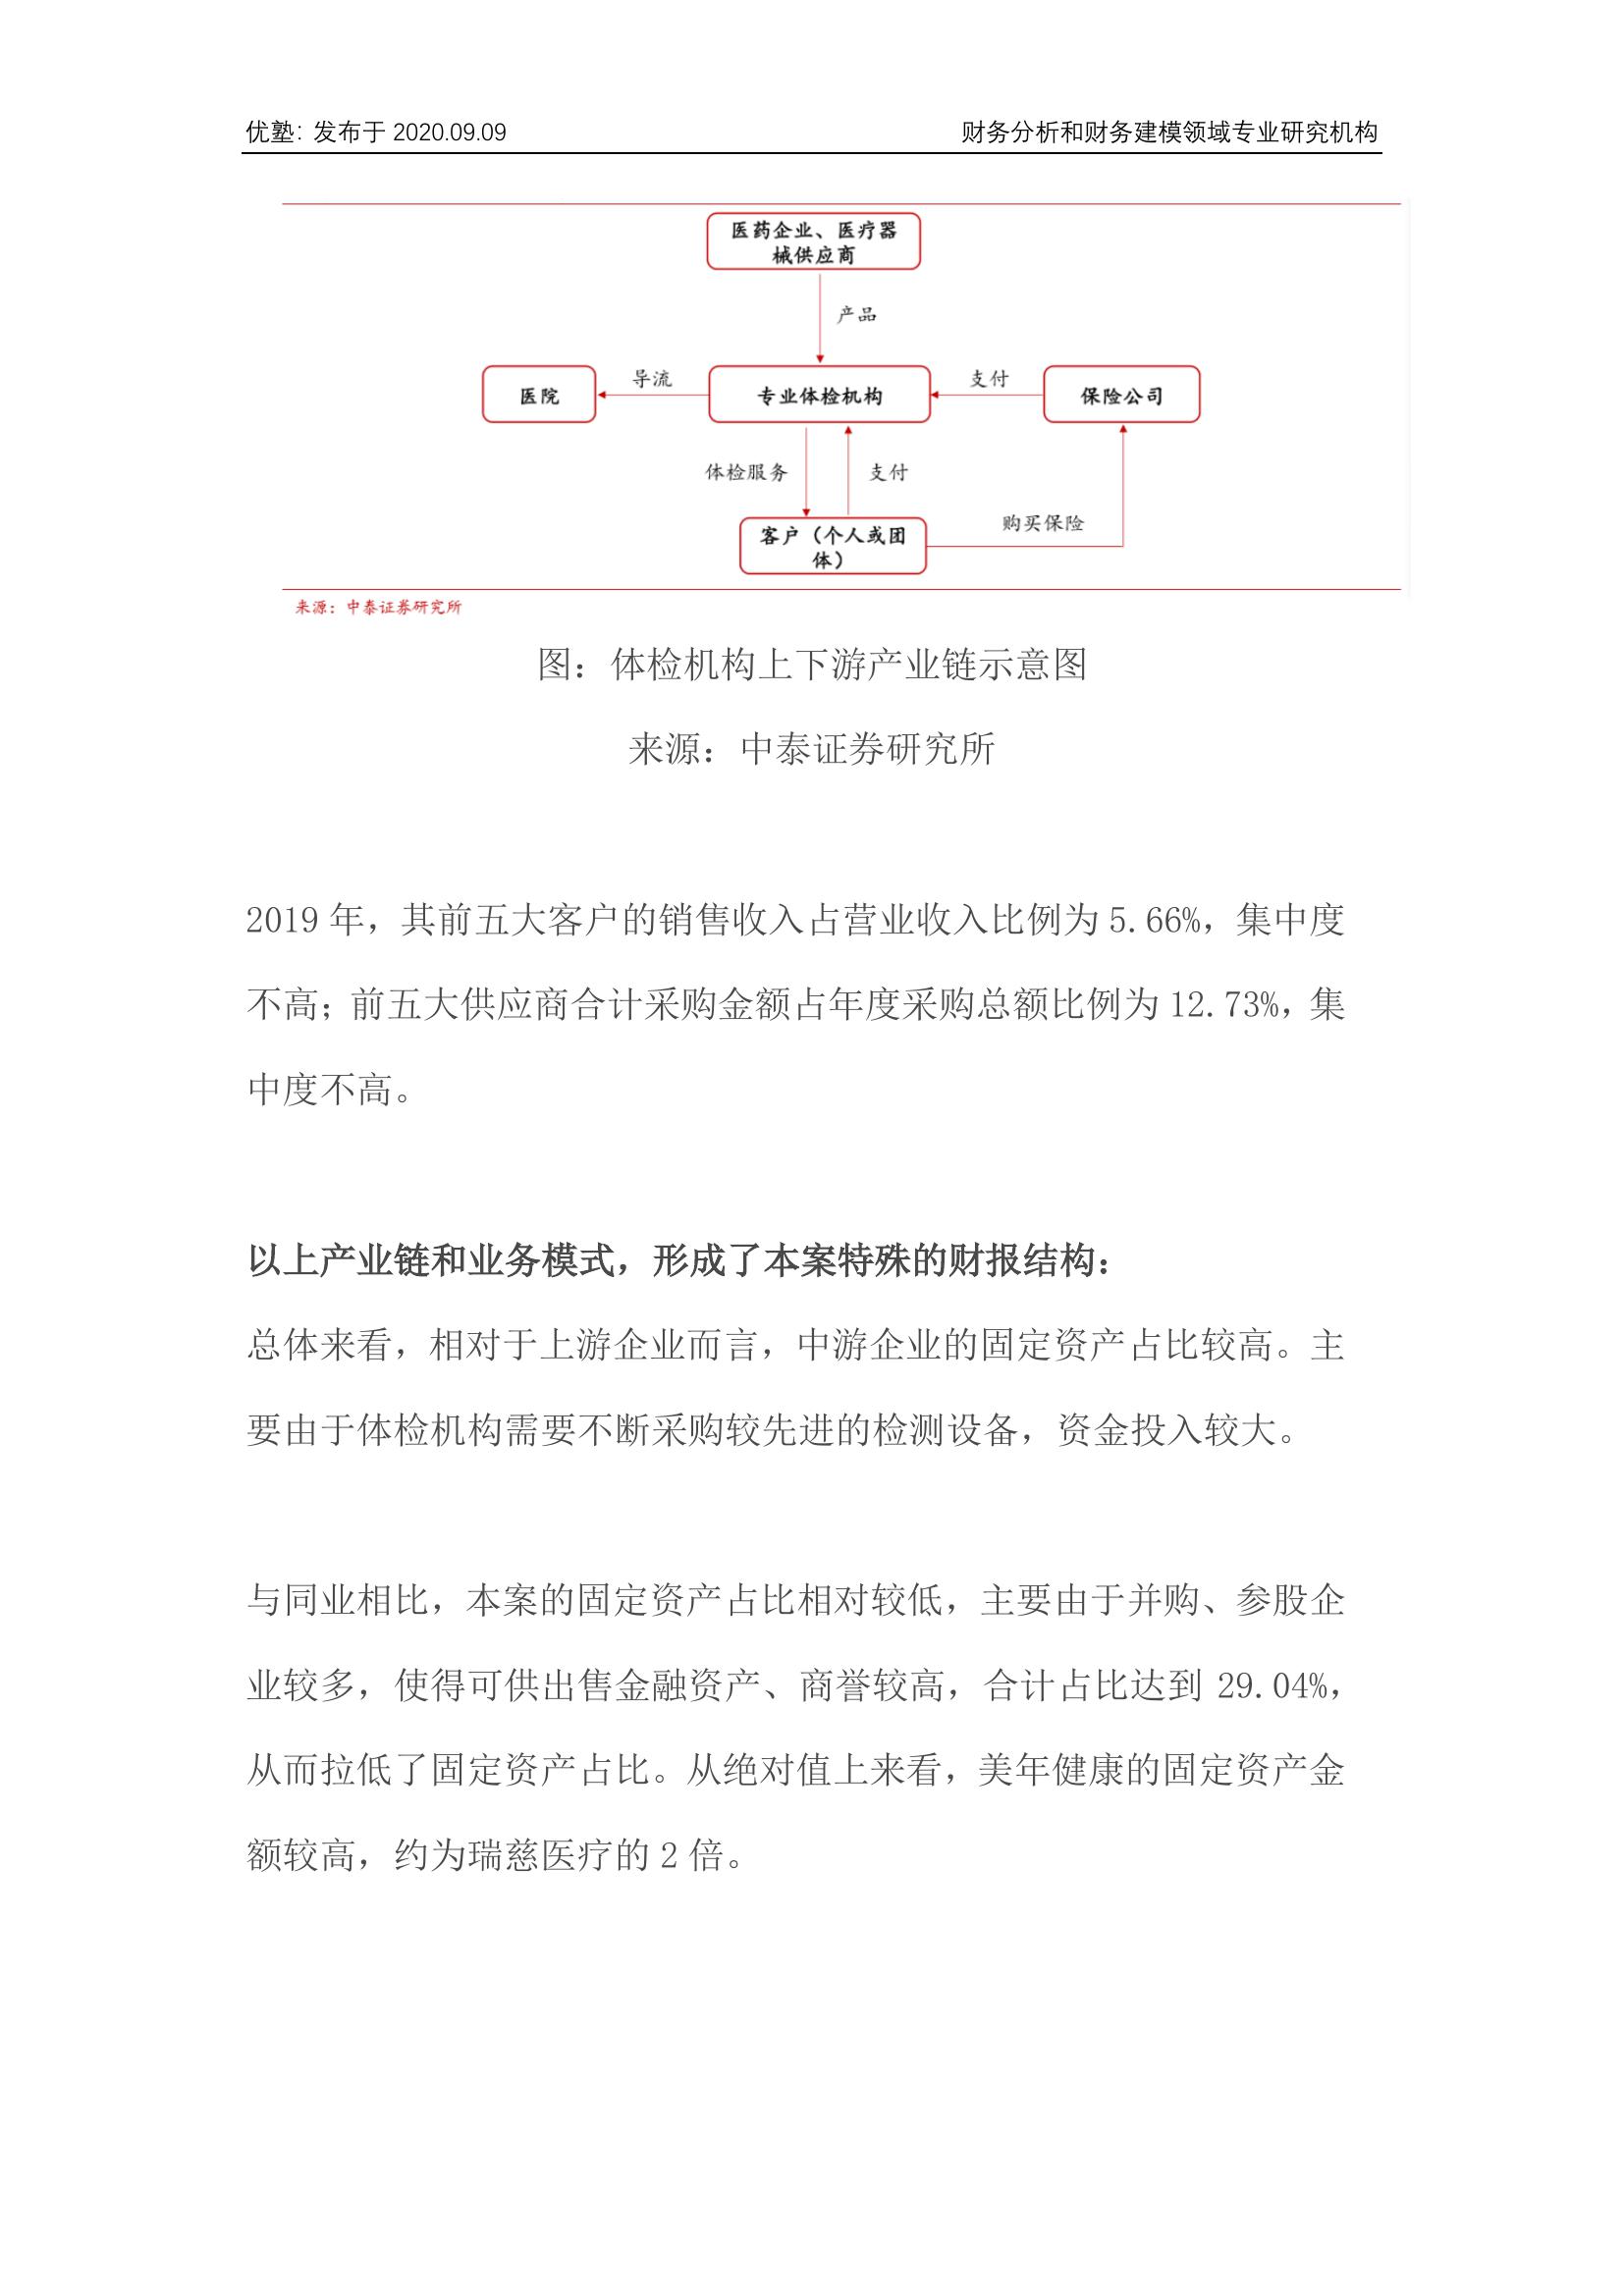 优塾：发布于 2020.09.09
财务分析和财务建模领域专业研究机构
医药企业、医疗器
械供应商
产品
医院
导流
专业体检机构
支付
保险公司
体检服务
支付
客户（个人或团
体）
购买保险
来源：中泰证券研究所
图：体检机构上下游产业链示意图
来源：中泰证券研究所
2019 年，其前五大客户的销售收入占营业收入比例为 5.66%，集中度
不高；前五大供应商合计采购金额占年度采购总额比例为 12.73%，集
中度不高。
以上产业链和业务模式，形成了本案特殊的财报结构：
总体来看，相对于上游企业而言，中游企业的固定资产占比较高。主
要由于体检机构需要不断采购较先进的检测设备，资金投入较大。
与同业相比，本案的固定资产占比相对较低，主要由于并购、参股企
业较多，使得可供出售金融资产、商誉较高，合计占比达到 29.04%，
从而拉低了固定资产占比。从绝对值上来看，美年健康的固定资产金
额较高，约为瑞慈医疗的 2 倍。